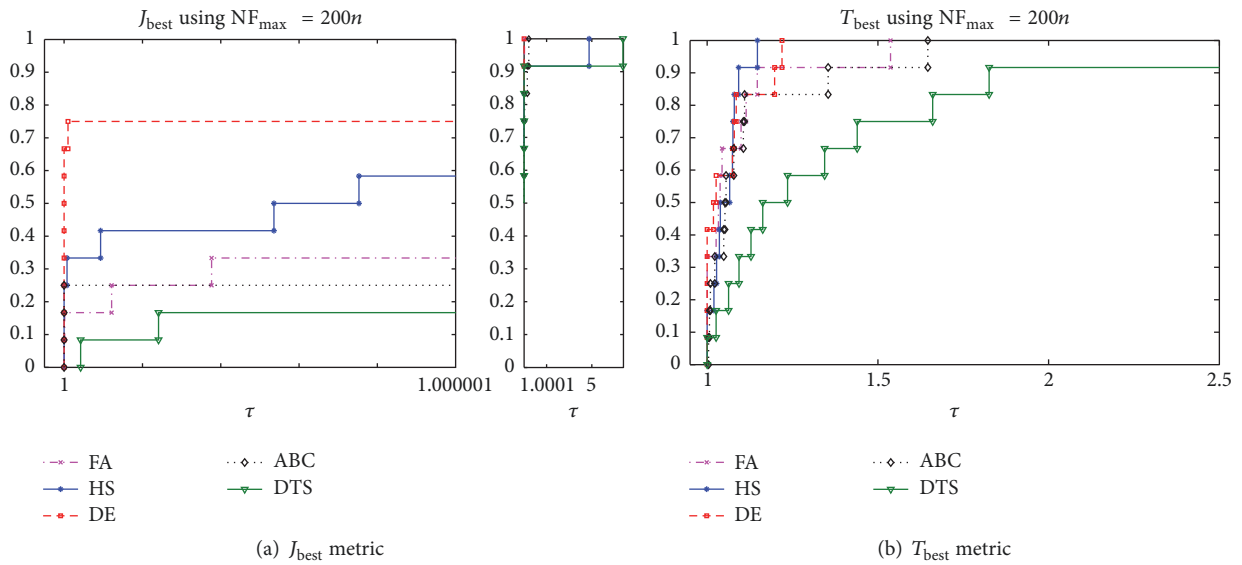 J_best using NF_max = 200n
1
0.9
0.8
0.7
0.6
0.5
0.4
0.3
0.2
0.1
0
1
1.000001
τ
1
0.9
0.8
0.7
0.6
0.5
0.4
0.3
0.2
0.1
0
1.0001
5
τ
FA
HS
DE
ABC
DTS
(a) J_best metric
T_best using NF_max = 200n
1
0.9
0.8
0.7
0.6
0.5
0.4
0.3
0.2
0.1
0
1
1.5
2
2.5
τ
FA
HS
DE
ABC
DTS
(b) T_best metric